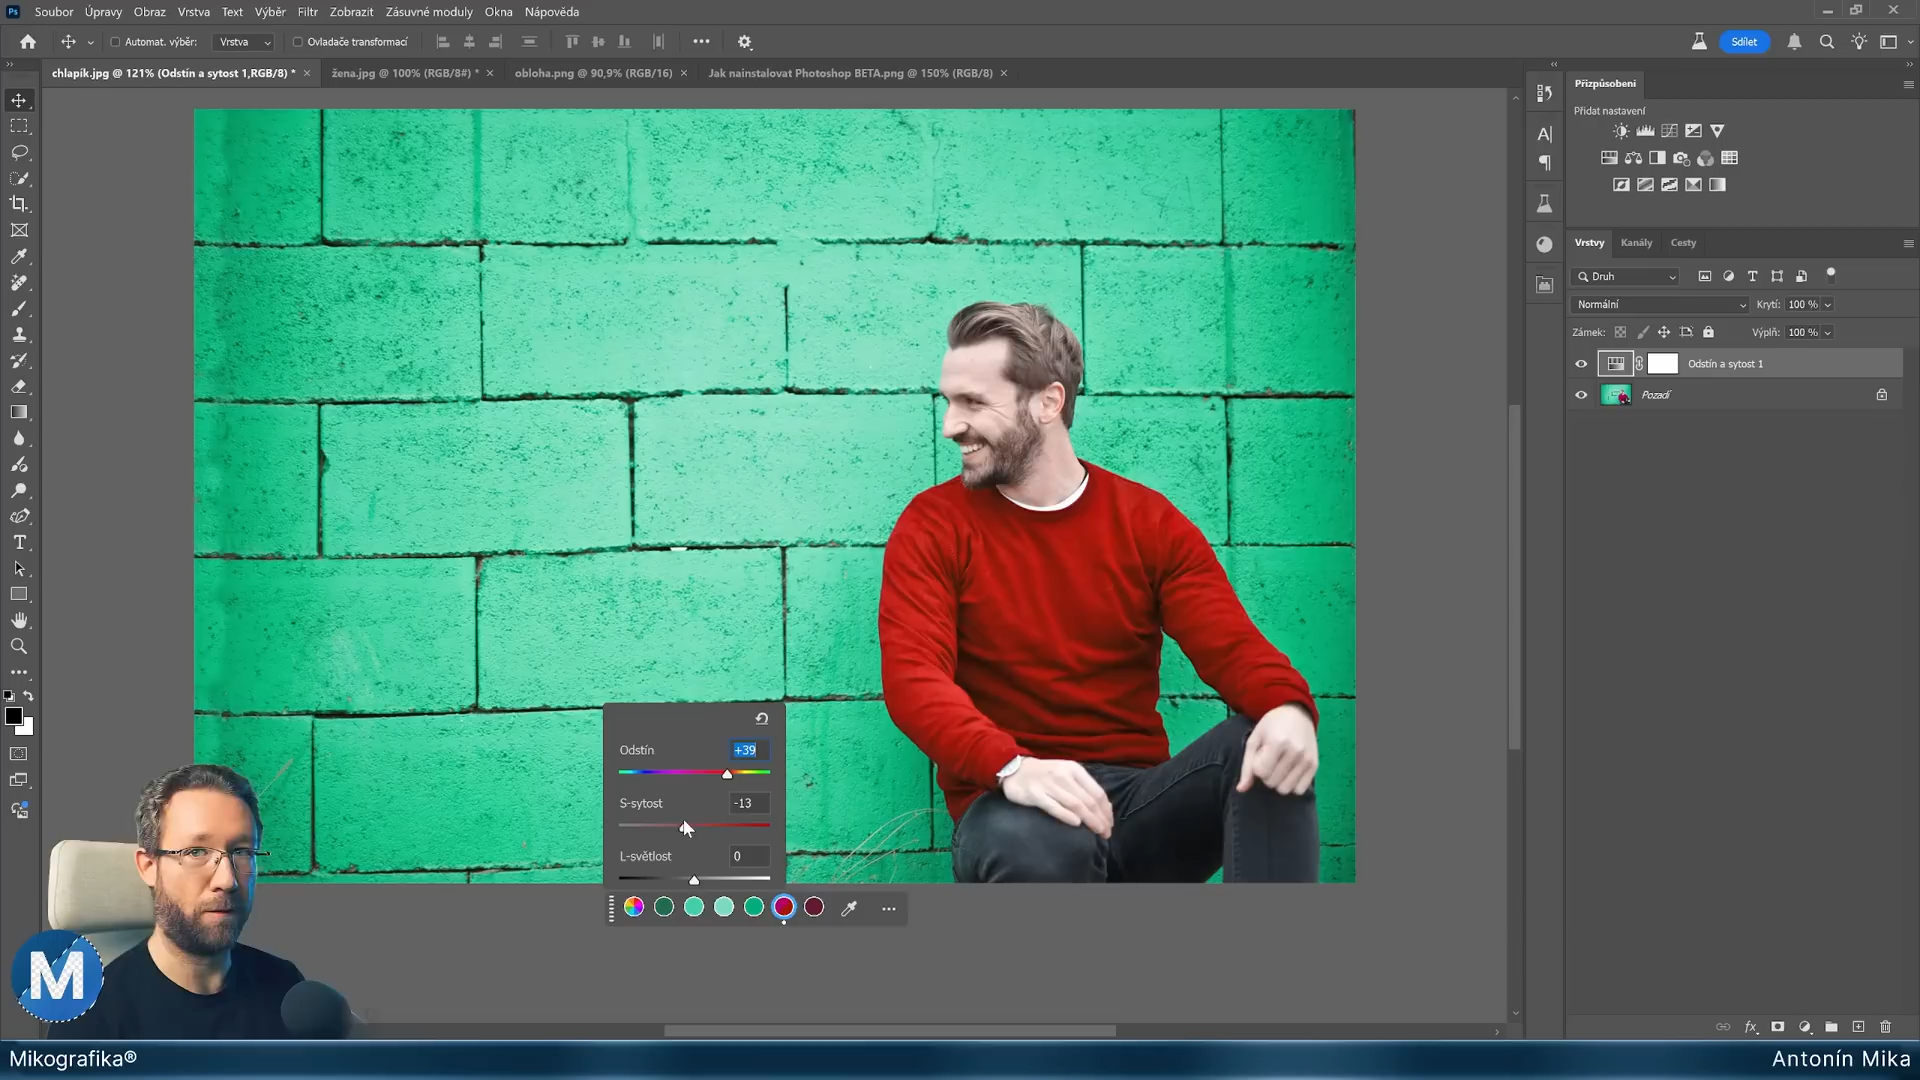 Ps Soubor Úpravy Obraz Vrstva Text Výběr Filtr Zobrazit Zásuvné moduly Okna Nápověda
Automat. výběr: Vrstva Ovladače transformací Sdílet
chlapík.jpg @ 121% (Odstín a sytost 1,RGB/8) * žena.jpg @ 100% (RGB/8#) * obloha.png @ 90,9% (RGB/16) Jak nainstalovat Photoshop BETA.png @ 150% (RGB/8)
Přizpůsobení
Přidat nastavení
Vrstvy Kanály Cesty
Druh
Normální Krytí: 100 %
Zámek: Výplň: 100 %
Odstín a sytost 1
Pozadí
Odstín +39
S-sytost -13
L-světlost 0
M
Mikografika® Antonín Mika